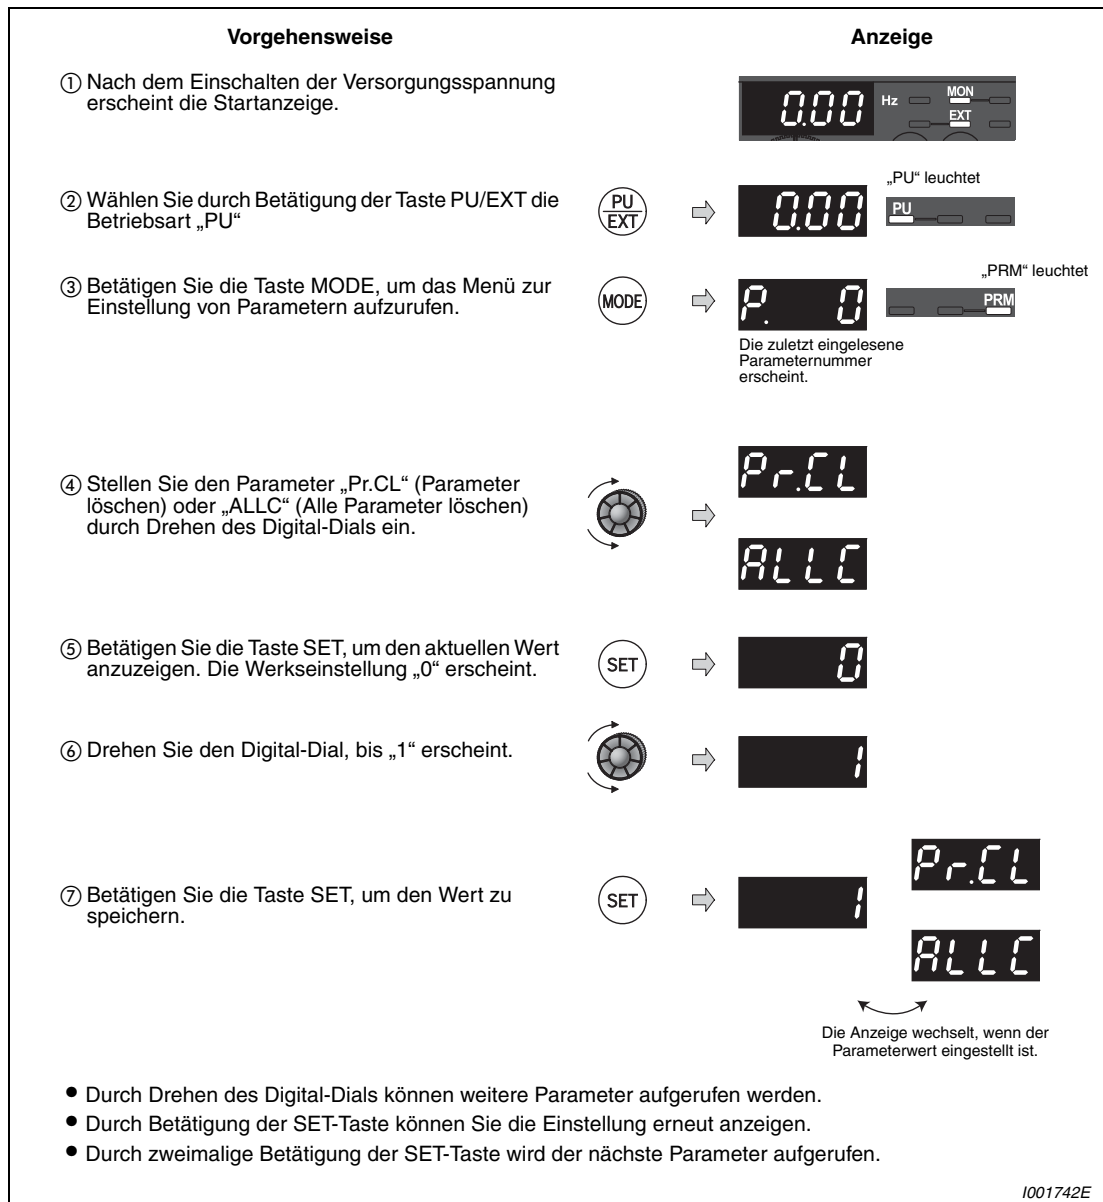 Vorgehensweise
Anzeige
① Nach dem Einschalten der Versorgungsspannung
erscheint die Startanzeige.
0.00 Hz MON
EXT
② Wählen Sie durch Betätigung der Taste PU/EXT die
Betriebsart „PU“
PU
EXT
0.00
„PU“ leuchtet
PU
③ Betätigen Sie die Taste MODE, um das Menü zur
Einstellung von Parametern aufzurufen.
MODE
P. 0
„PRM“ leuchtet
PRM
Die zuletzt eingelesene
Parameternummer
erscheint.
④ Stellen Sie den Parameter „Pr.CL“ (Parameter
löschen) oder „ALLC“ (Alle Parameter löschen)
durch Drehen des Digital-Dials ein.
Pr.CL
ALLC
⑤ Betätigen Sie die Taste SET, um den aktuellen Wert
anzuzeigen. Die Werkseinstellung „0“ erscheint.
SET
0
⑥ Drehen Sie den Digital-Dial, bis „1“ erscheint.
1
⑦ Betätigen Sie die Taste SET, um den Wert zu
speichern.
SET
1
Pr.CL
ALLC
Die Anzeige wechselt, wenn der
Parameterwert eingestellt ist.
● Durch Drehen des Digital-Dials können weitere Parameter aufgerufen werden.
● Durch Betätigung der SET-Taste können Sie die Einstellung erneut anzeigen.
● Durch zweimalige Betätigung der SET-Taste wird der nächste Parameter aufgerufen.
I001742E